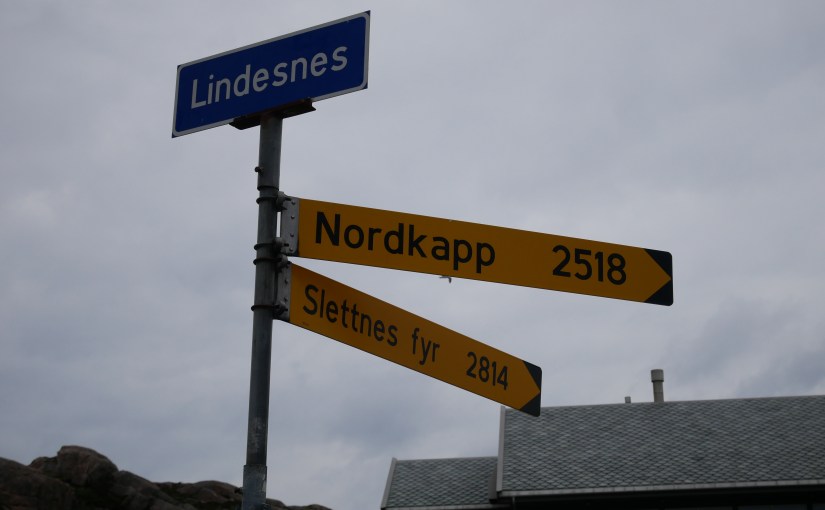 Lindesnes
Nordkapp 2518
Slettnes fyr 2814